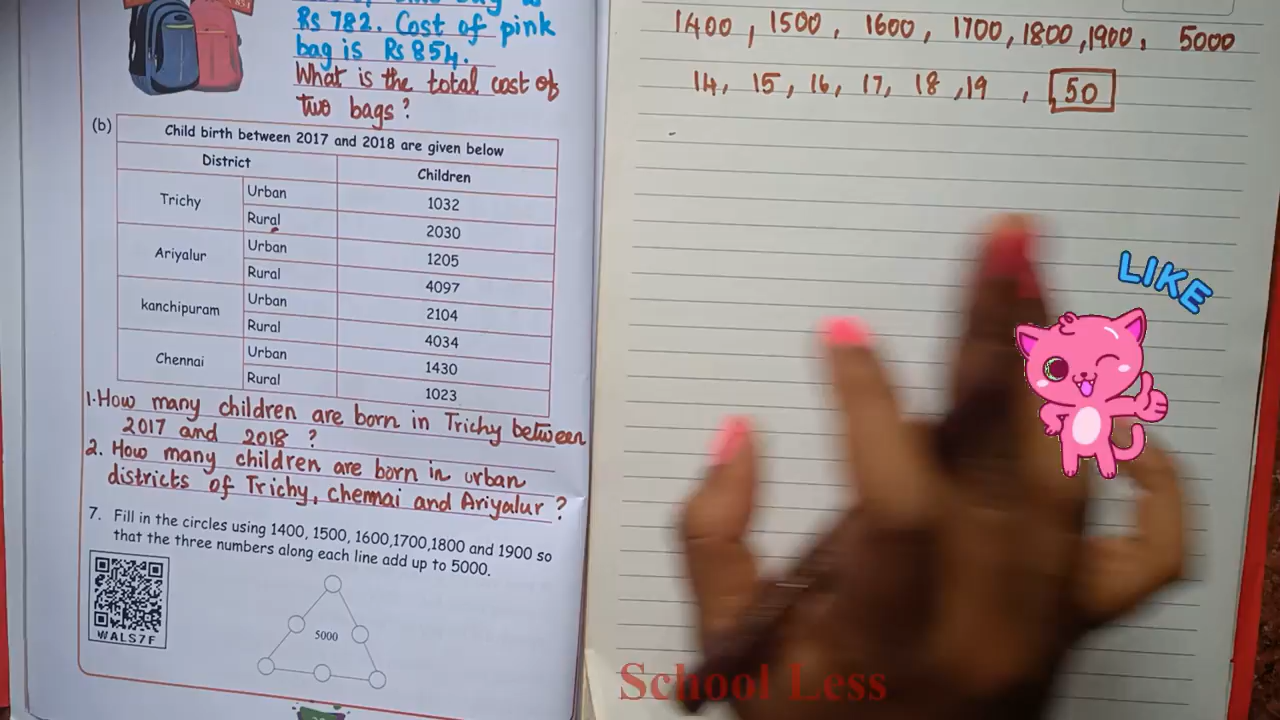 Rs 782. Cost of pink
bag is Rs 854.
What is the total cost of
two bags?
(b)
Child birth between 2017 and 2018 are given below
District Children
Trichy Urban 1032
Rural 2030
Ariyalur Urban 1205
Rural 4097
kanchipuram Urban 2104
Rural 4034
Chennai Urban 1430
Rural 1023
1. How many children are born in Trichy between
2017 and 2018 ?
2. How many children are born in urban
districts of Trichy, chennai and Ariyalur ?
7. Fill in the circles using 1400, 1500, 1600,1700,1800 and 1900 so
that the three numbers along each line add up to 5000.
5000
WALS7F
1400 , 1500 , 1600 , 1700 , 1800 , 1900 , 5000
14, 15, 16, 17, 18 ,19 , 50
LIKE
School Less